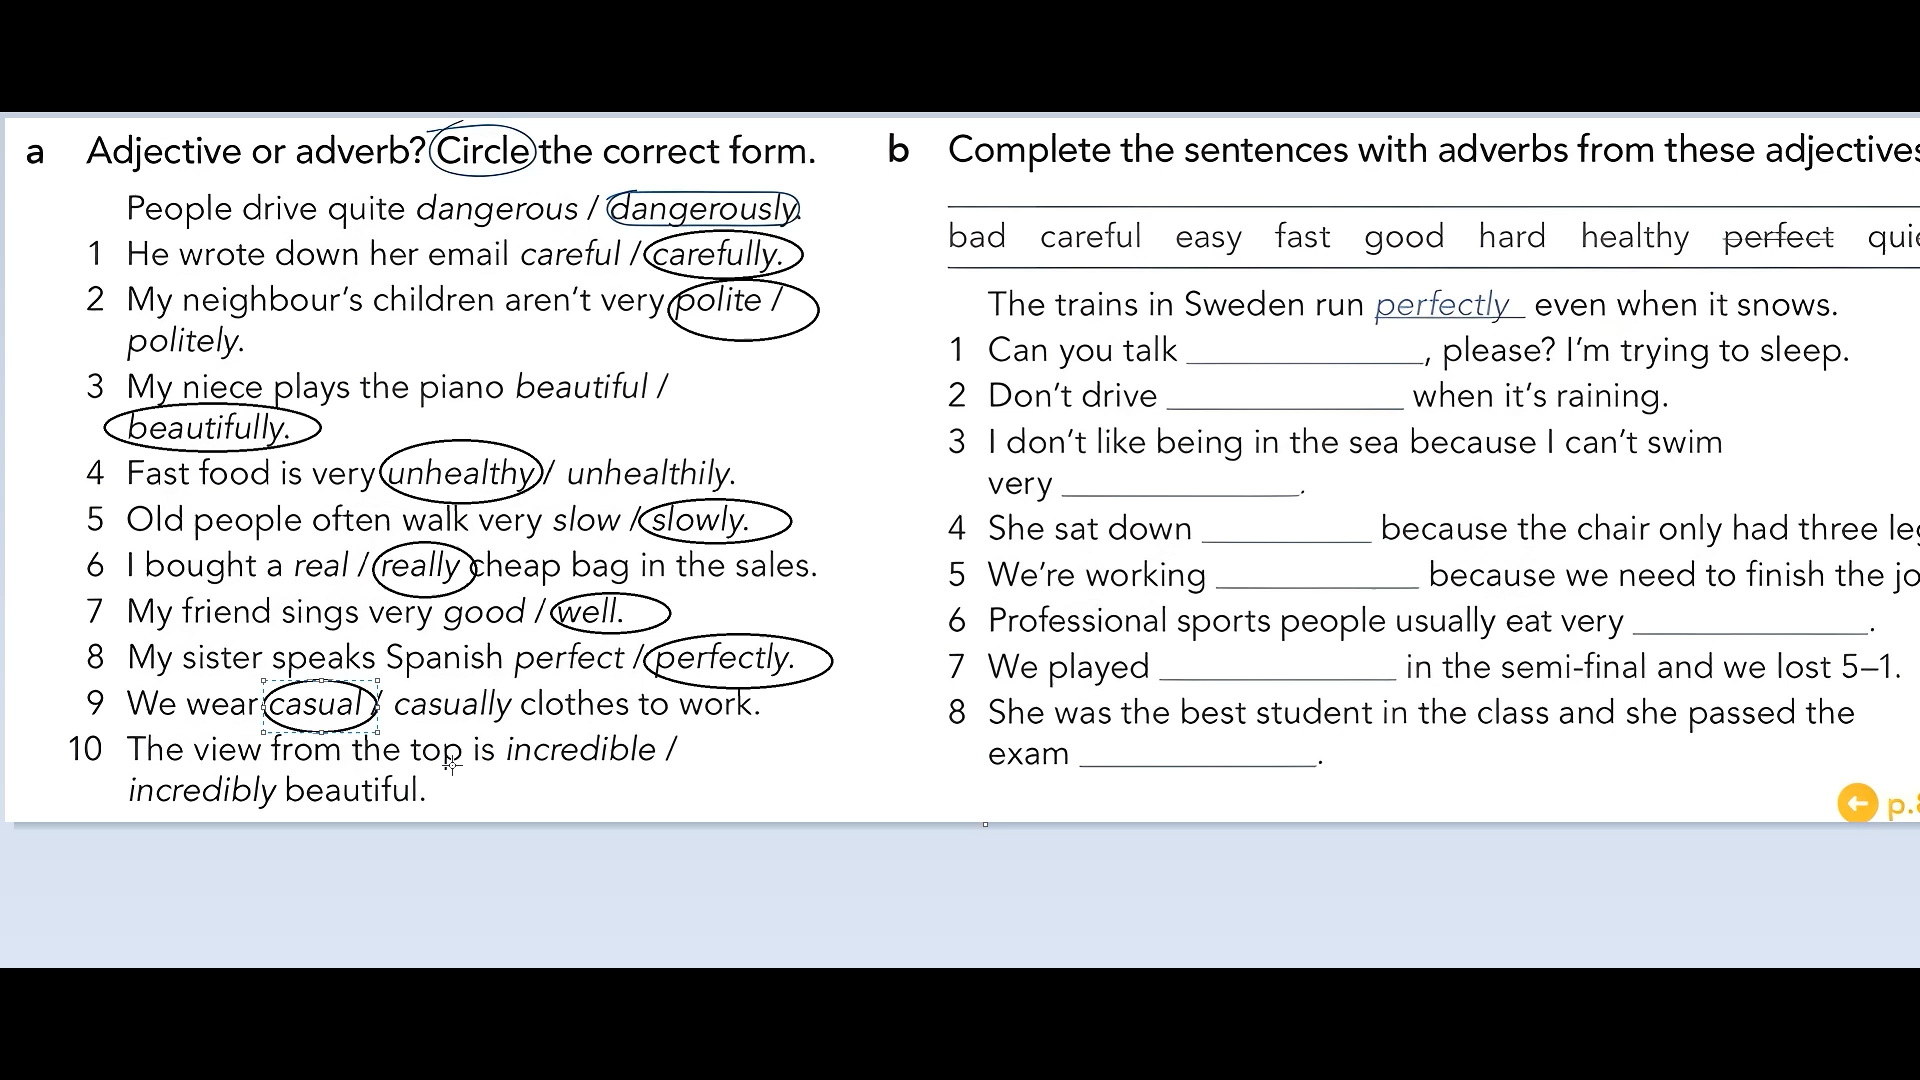 a Adjective or adverb? Circle the correct form.
People drive quite dangerous / dangerously.
1 He wrote down her email careful / carefully.
2 My neighbour's children aren't very polite /
politely.
3 My niece plays the piano beautiful /
beautifully.
4 Fast food is very unhealthy / unhealthily.
5 Old people often walk very slow / slowly.
6 I bought a real / really cheap bag in the sales.
7 My friend sings very good / well.
8 My sister speaks Spanish perfect / perfectly.
9 We wear casual / casually clothes to work.
10 The view from the top is incredible /
incredibly beautiful.
b Complete the sentences with adverbs from these adjectives
bad careful easy fast good hard healthy perfect
The trains in Sweden run perfectly even when it snows.
1 Can you talk ____, please? I'm trying to sleep.
2 Don't drive ____ when it's raining.
3 I don't like being in the sea because I can't swim
very ____.
4 She sat down ____ because the chair only had three
5 We're working ____ because we need to finish the
6 Professional sports people usually eat very ____.
7 We played ____ in the semi-final and we lost 5–1.
8 She was the best student in the class and she passed the
exam ____.